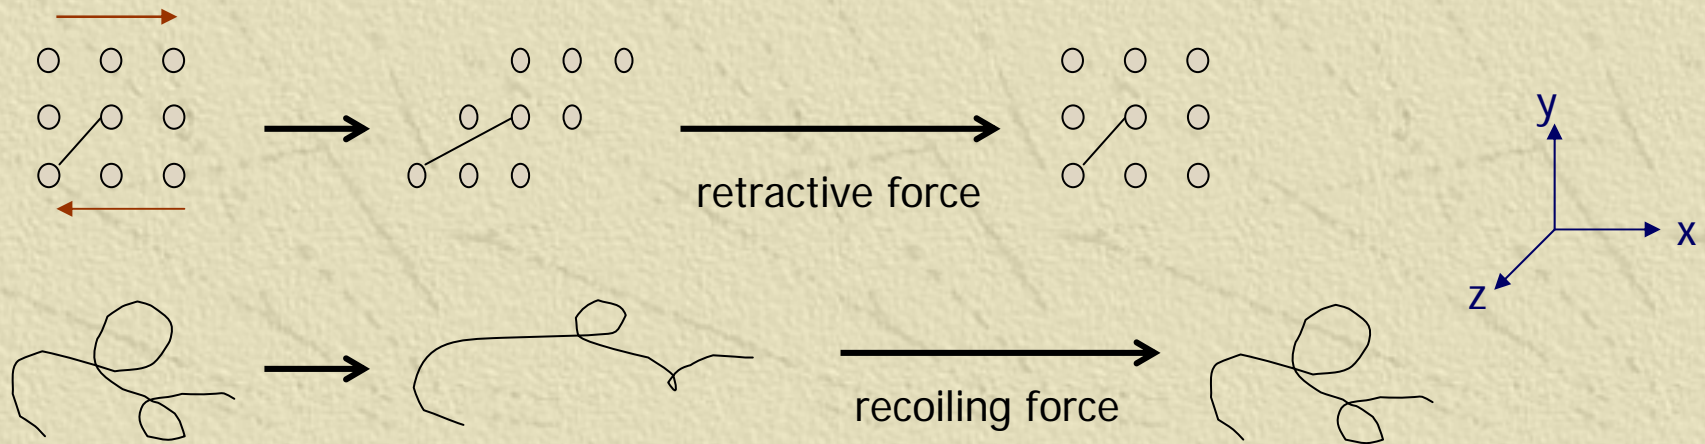 retractive force
y
x
z
recoiling force